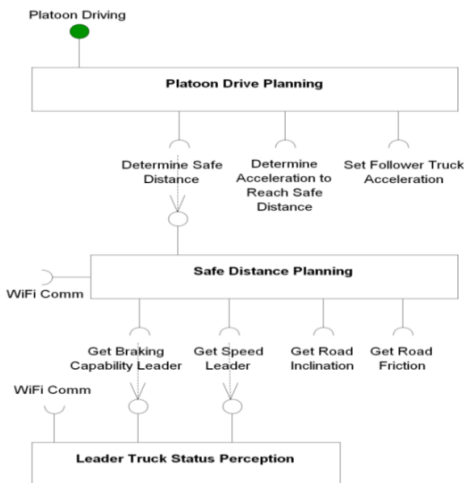 Platoon Driving
Platoon Drive Planning
Determine Safe
Distance
Determine
Acceleration to
Reach Safe
Distance
Set Follower Truck
Acceleration
Safe Distance Planning
WiFi Comm
Get Braking
Capability Leader
Get Speed
Leader
Get Road
Inclination
Get Road
Friction
WiFi Comm
Leader Truck Status Perception